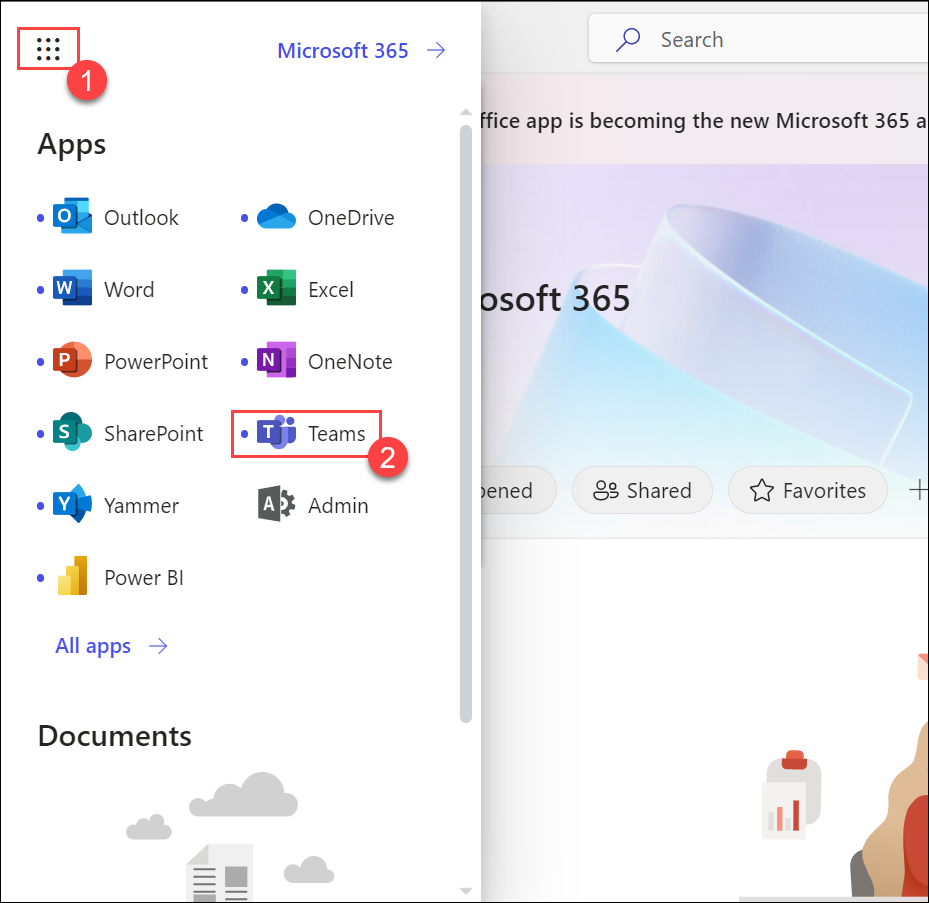 Microsoft 365
1
Search
Apps
ffice app is becoming the new Microsoft 365 a
Outlook
OneDrive
Word
Excel
osoft 365
PowerPoint
OneNote
SharePoint
Teams
2
Yammer
Admin
pened
Shared
Favorites
Power BI
All apps
Documents